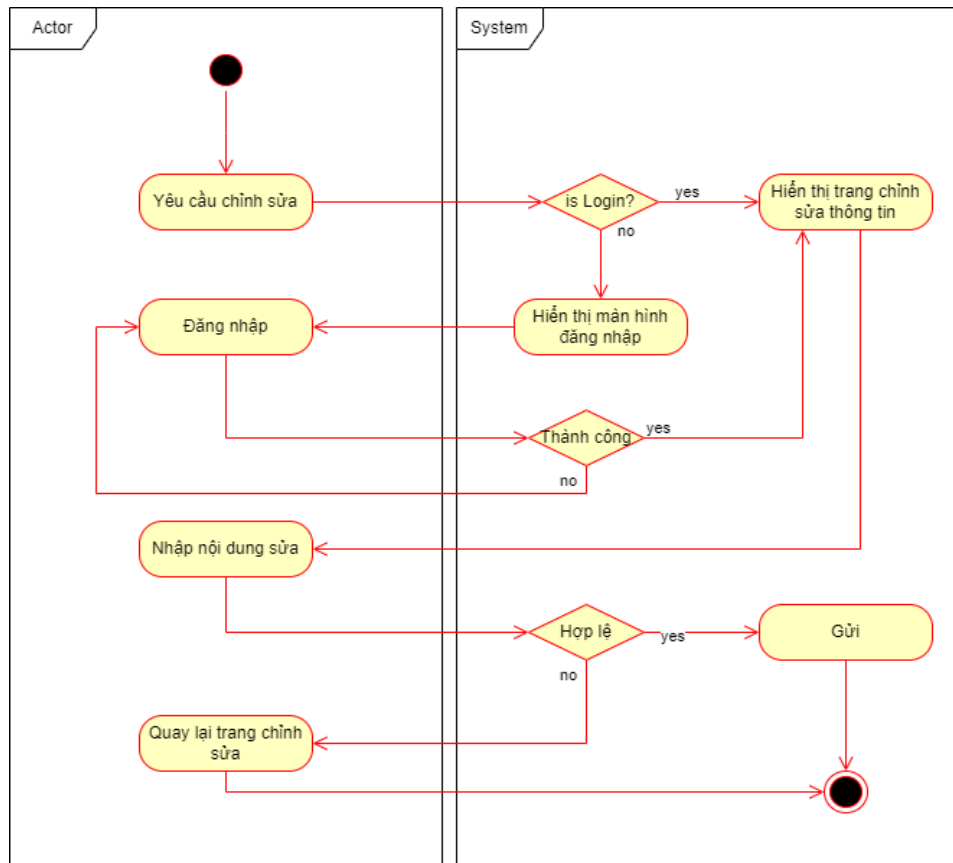 Actor
System
Yêu cầu chỉnh sửa
is Login?
yes
Hiển thị trang chỉnh
sửa thông tin
no
Đăng nhập
Hiển thị màn hình
đăng nhập
Thành công
yes
no
Nhập nội dung sửa
Hợp lệ
yes
Gửi
no
Quay lại trang chỉnh
sửa